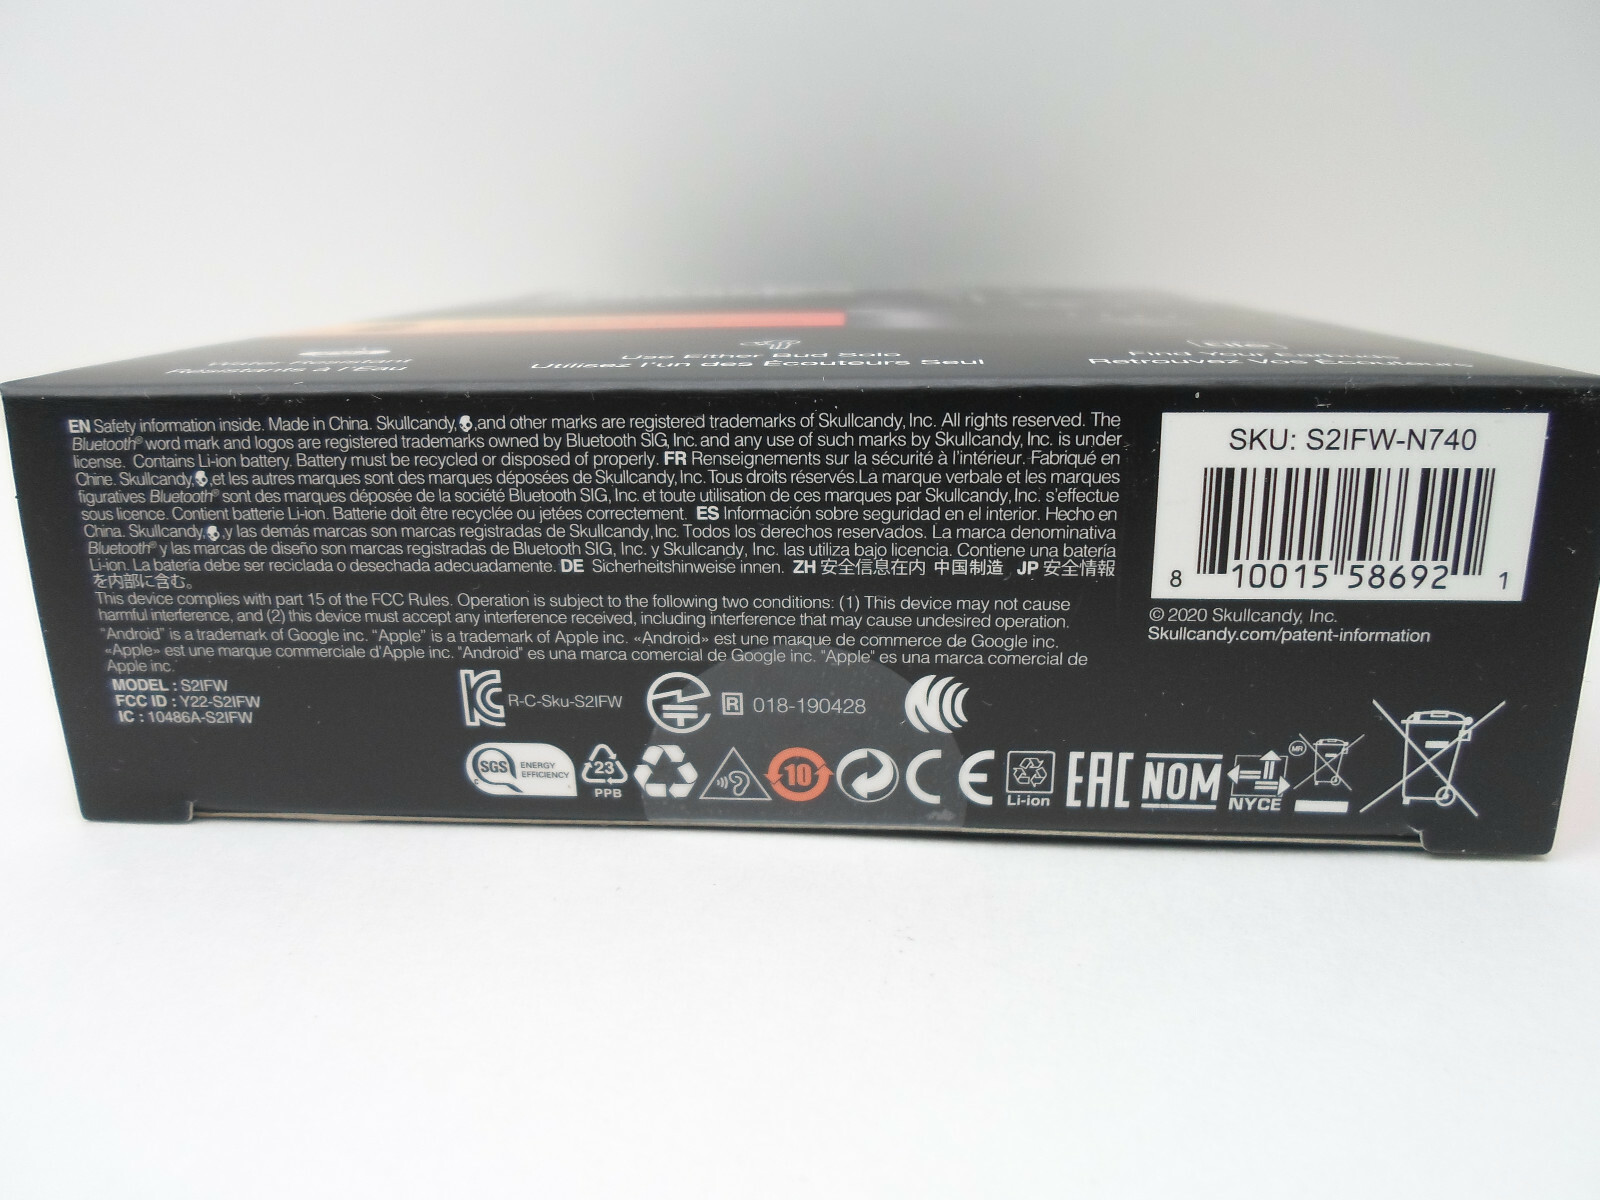 Water Resistant
Résistants à l'Eau
Use Either Bud Solo
Utilisez l'un des Écouteurs Seul
(tile)
Find Your Earbuds
Retrouvez Vos Écouteurs
EN Safety information inside. Made in China. Skullcandy, ,and other marks are registered trademarks of Skullcandy, Inc. All rights reserved. The
Bluetooth® word mark and logos are registered trademarks owned by Bluetooth SIG, Inc. and any use of such marks by Skullcandy, Inc. is under
license. Contains Li-ion battery. Battery must be recycled or disposed of properly. FR Renseignements sur la sécurité à l'intérieur. Fabriqué en
Chine. Skullcandy, ,et les autres marques sont des marques déposées de Skullcandy, Inc. Tous droits réservés.La marque verbale et les marques
figuratives Bluetooth® sont des marques déposée de la société Bluetooth SIG, Inc. et toute utilisation de ces marques par Skullcandy, Inc. s'effectue
sous licence. Contient batterie Li-ion. Batterie doit être recyclée ou jetées correctement. ES Información sobre seguridad en el interior. Hecho en
China. Skullcandy, ,y las demás marcas son marcas registradas de Skullcandy, Inc. Todos los derechos reservados. La marca denominativa
Bluetooth® y las marcas de diseño son marcas registradas de Bluetooth SIG, Inc. y Skullcandy, Inc. las utiliza bajo licencia. Contiene una batería
Li-ion. La batería debe ser reciclada o desechada adecuadamente. DE Sicherheitshinweise innen. ZH 安全信息在内 中国制造 JP 安全情報
を内部に含む。
This device complies with part 15 of the FCC Rules. Operation is subject to the following two conditions: (1) This device may not cause
harmful interference, and (2) this device must accept any interference received, including interference that may cause undesired operation.
"Android" is a trademark of Google inc. "Apple" is a trademark of Apple inc. «Android» est une marque de commerce de Google inc.
«Apple» est une marque commerciale d'Apple inc. "Android" es una marca comercial de Google inc. "Apple" es una marca comercial de
Apple inc.
MODEL : S2IFW
FCC ID : Y22-S2IFW
IC : 10486A-S2IFW
R-C-Sku-S2IFW
R 018-190428
SGS ENERGY
EFFICIENCY
23
PPB
10
CE
Li-ion
EAC
NOM
NYCE
MR
SKU: S2IFW-N740
8 10015 58692 1
© 2020 Skullcandy, Inc.
Skullcandy.com/patent-information